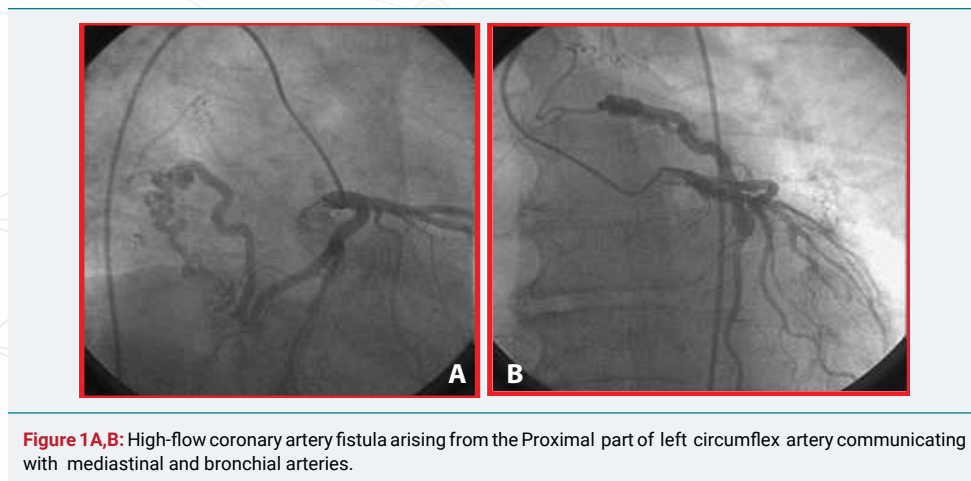 A
B
Figure 1A,B: High-flow coronary artery fistula arising from the Proximal part of left circumflex artery communicating
with mediastinal and bronchial arteries.